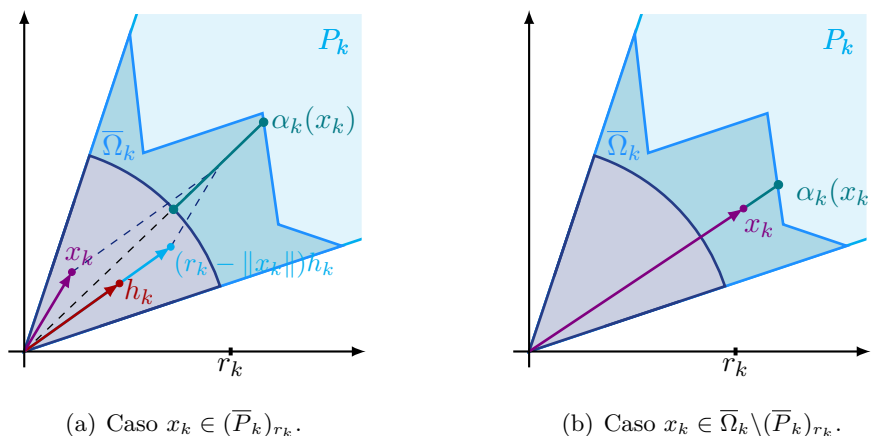 P_k
α_k(x_k)
Ω̅_k
x_k
(r_k − ‖x_k‖)h_k
h_k
r_k
(a) Caso x_k ∈ (P̅_k)_{r_k}.
P_k
Ω̅_k
α_k(x_k
x_k
r_k
(b) Caso x_k ∈ Ω̅_k\(P̅_k)_{r_k}.